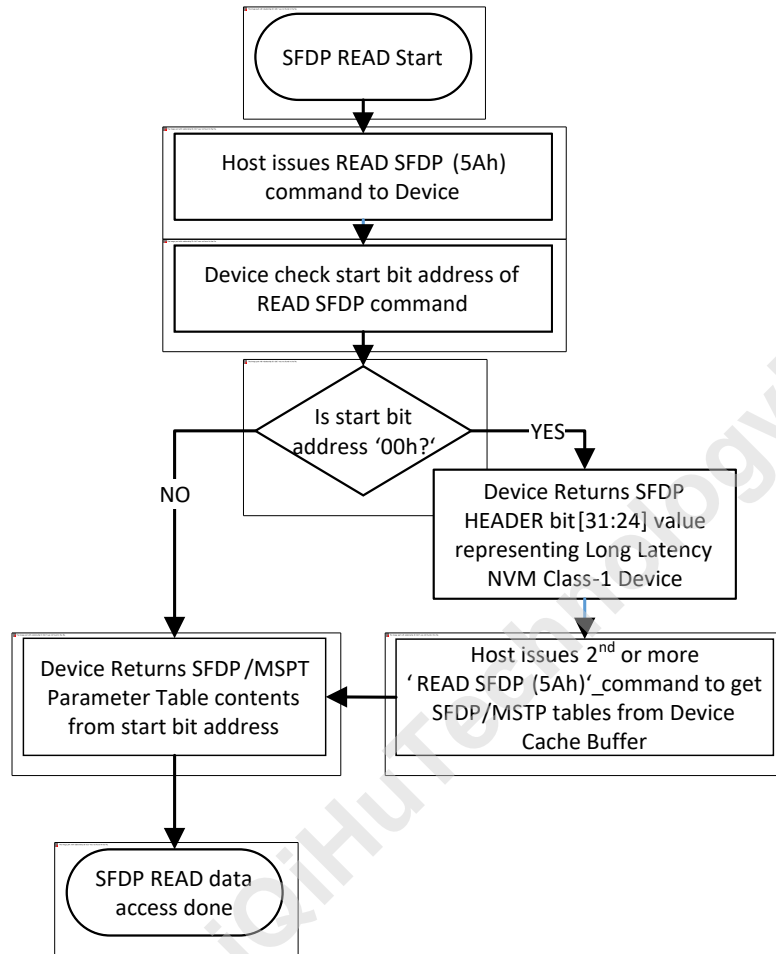 SFDP READ Start
Host issues READ SFDP (5Ah)
command to Device
Device check start bit address of
READ SFDP command
Is start bit
address ‘00h?‘
YES
NO
Device Returns SFDP
HEADER bit[31:24] value
representing Long Latency
NVM Class-1 Device
Host issues 2nd or more
‘ READ SFDP (5Ah)‘_command to get
SFDP/MSTP tables from Device
Cache Buffer
Device Returns SFDP/MSPT
Parameter Table contents
from start bit address
SFDP READ data
access done
iQiHuTechnology